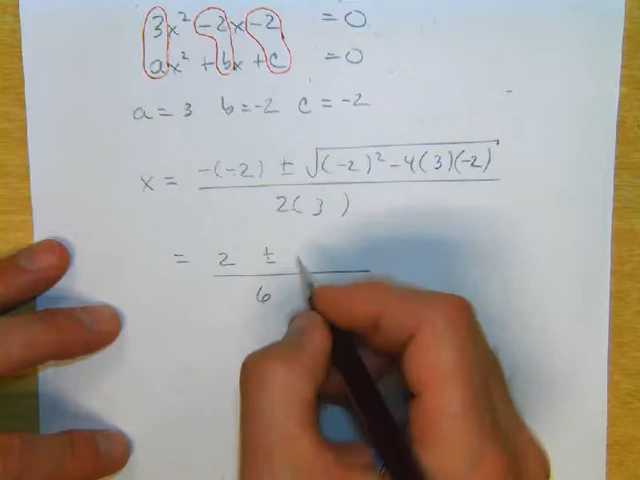 3x² -2x -2 = 0
ax² + bx + c = 0
a = 3 b = -2 c = -2
x = -(-2) ± √(-2)² - 4(3)(-2)
2( 3 )
= 2 ±
6